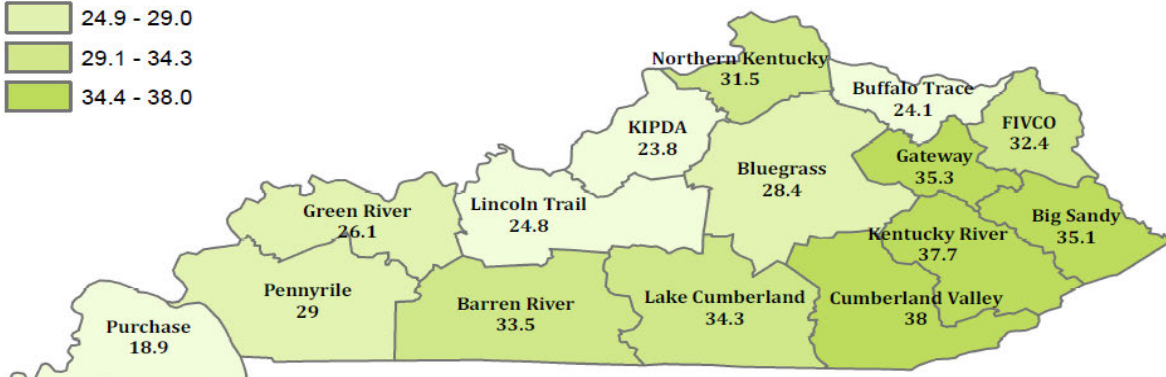 24.9 - 29.0
29.1 - 34.3
34.4 - 38.0
Northern Kentucky
31.5
Buffalo Trace
24.1
FIVCO
32.4
KIPDA
23.8
Gateway
35.3
Bluegrass
28.4
Lincoln Trail
24.8
Green River
26.1
Big Sandy
35.1
Kentucky River
37.7
Pennyrile
29
Barren River
33.5
Lake Cumberland
34.3
Cumberland Valley
38
Purchase
18.9